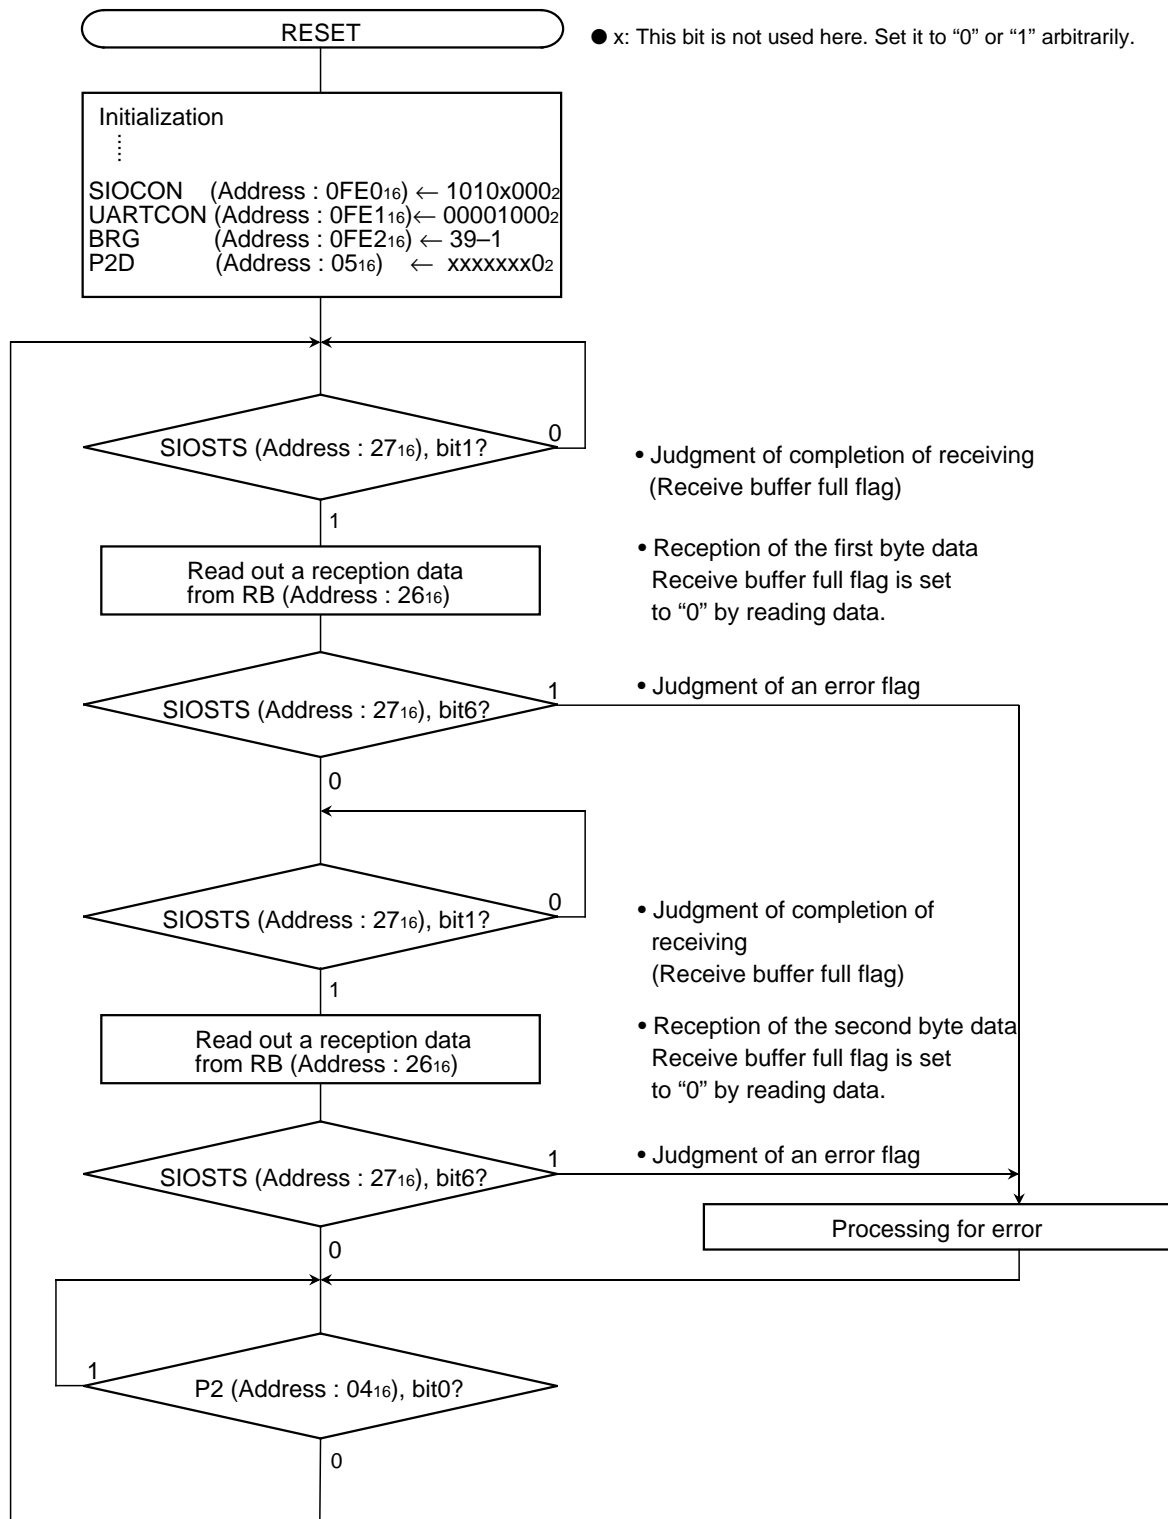 RESET
● x: This bit is not used here. Set it to “0” or “1” arbitrarily.
Initialization
SIOCON (Address : 0FE016) ← 1010x0002
UARTCON (Address : 0FE116)← 000010002
BRG (Address : 0FE216) ← 39–1
P2D (Address : 0516) ← xxxxxxx02
SIOSTS (Address : 2716), bit1?
0
• Judgment of completion of receiving
(Receive buffer full flag)
1
Read out a reception data
from RB (Address : 2616)
• Reception of the first byte data
Receive buffer full flag is set
to “0” by reading data.
SIOSTS (Address : 2716), bit6?
1
• Judgment of an error flag
0
SIOSTS (Address : 2716), bit1?
0
• Judgment of completion of
receiving
(Receive buffer full flag)
1
Read out a reception data
from RB (Address : 2616)
• Reception of the second byte data
Receive buffer full flag is set
to “0” by reading data.
SIOSTS (Address : 2716), bit6?
1
• Judgment of an error flag
Processing for error
0
1
P2 (Address : 0416), bit0?
0